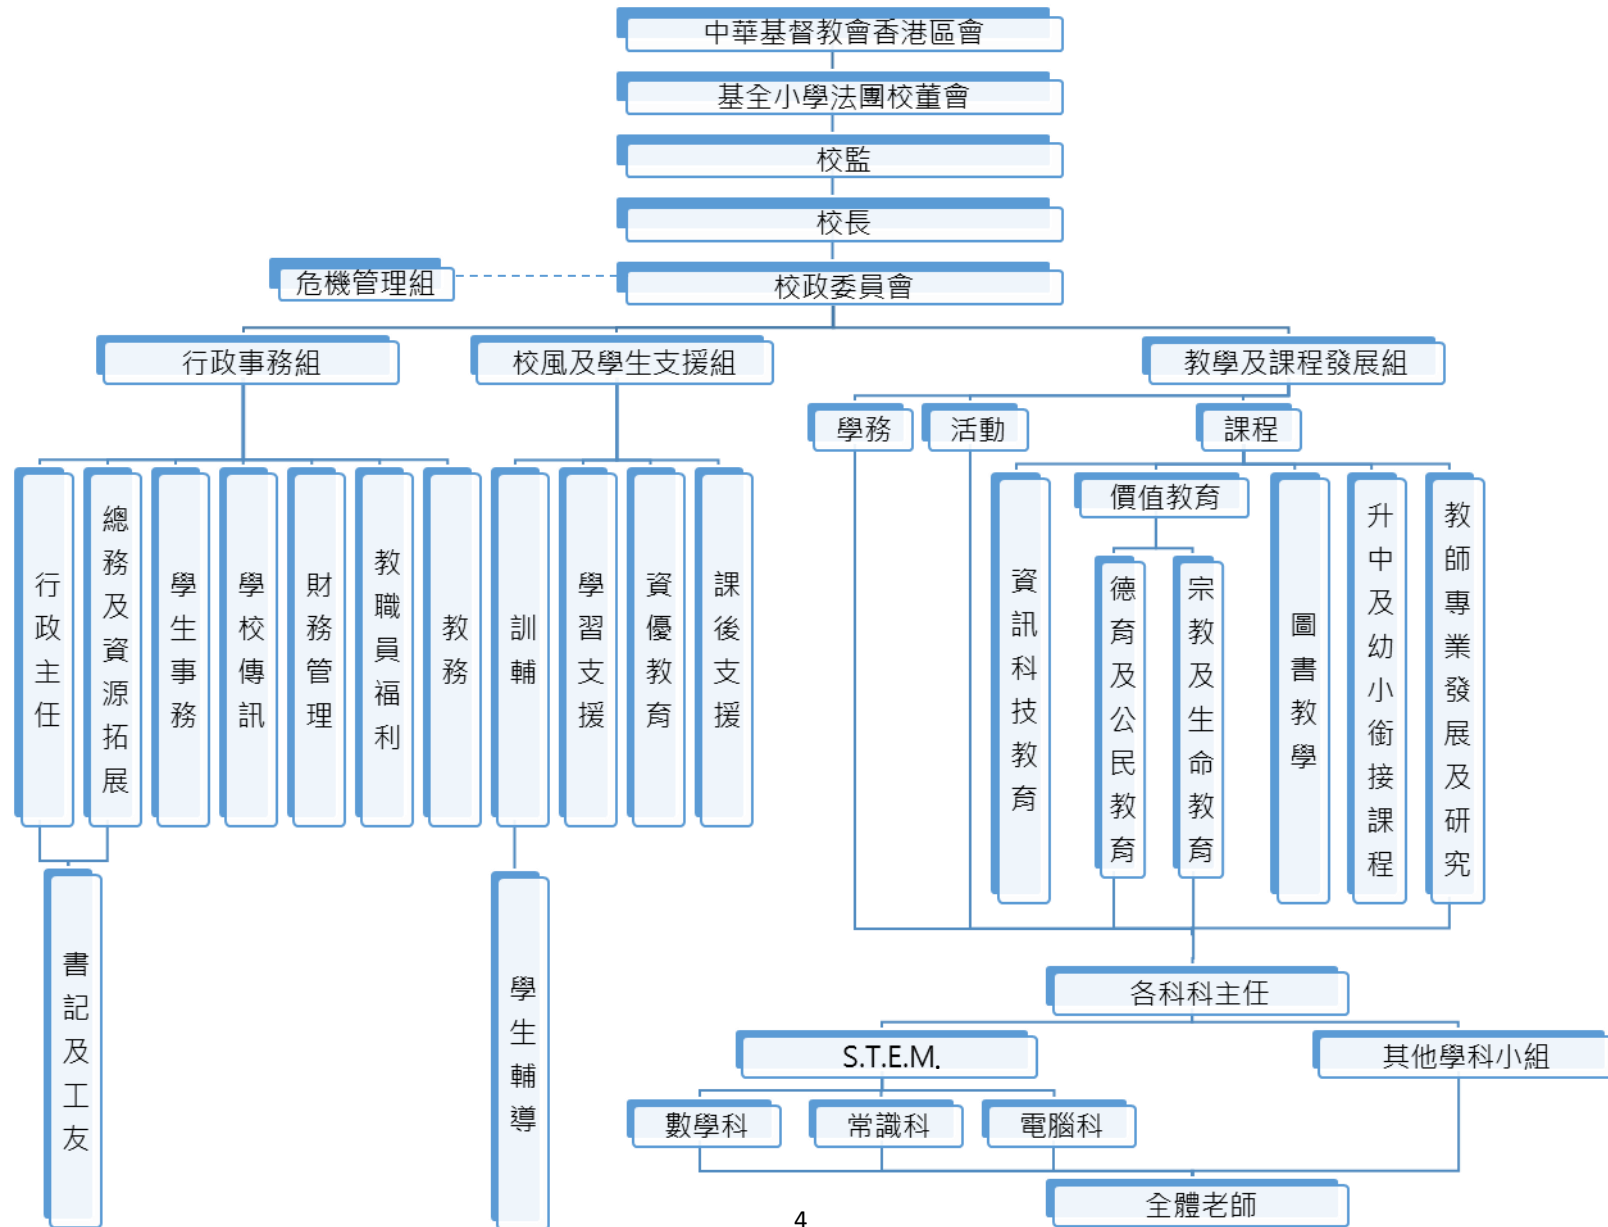 中華基督教會香港區會
基全小學法團校董會
校監
校長
危機管理組
校政委員會
行政事務組
校風及學生支援組
教學及課程發展組
學務
活動
課程
行政主任
總務及資源拓展
學生事務
學校傳訊
財務管理
教職員福利
教務
訓輔
學習支援
資優教育
課後支援
資訊科技教育
價值教育
德育及公民教育
宗教及生命教育
圖書教學
升中及幼小銜接課程
教師專業發展及研究
書記及工友
學生輔導
各科科主任
S.T.E.M.
其他學科小組
數學科
常識科
電腦科
全體老師
4